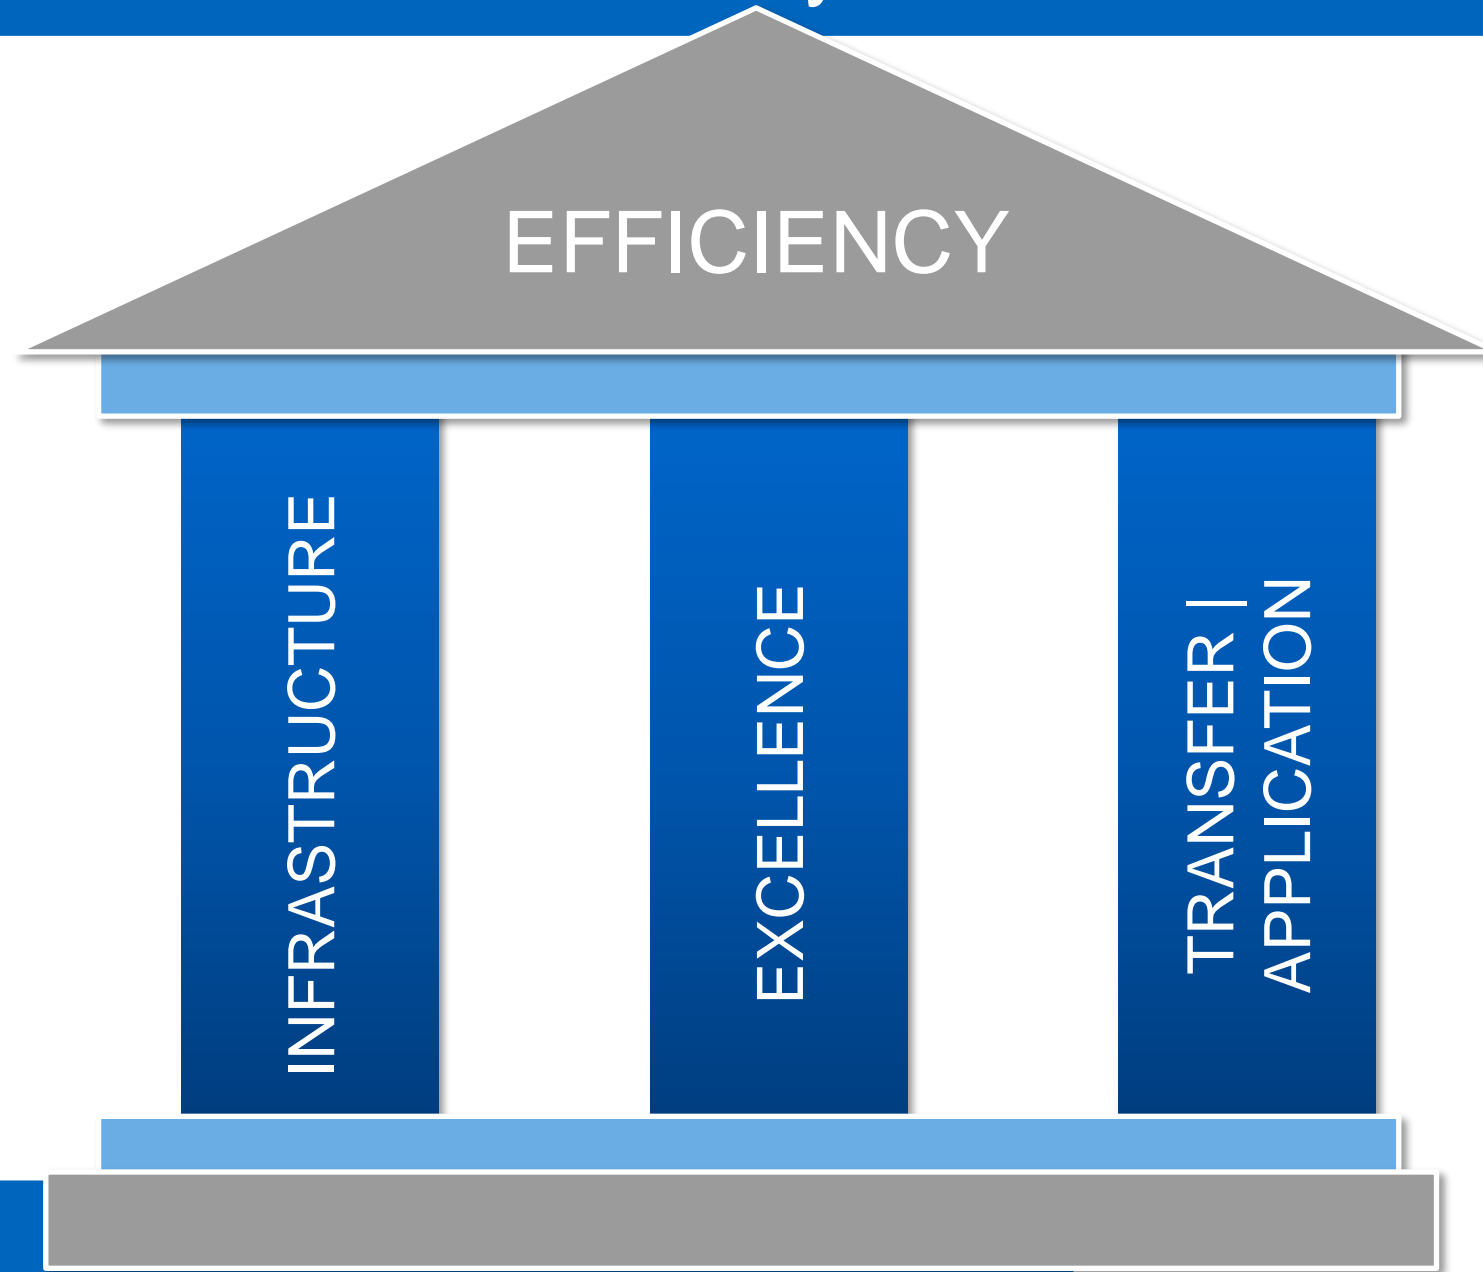 EFFICIENCY
INFRASTRUCTURE
EXCELLENCE
TRANSFER |
APPLICATION